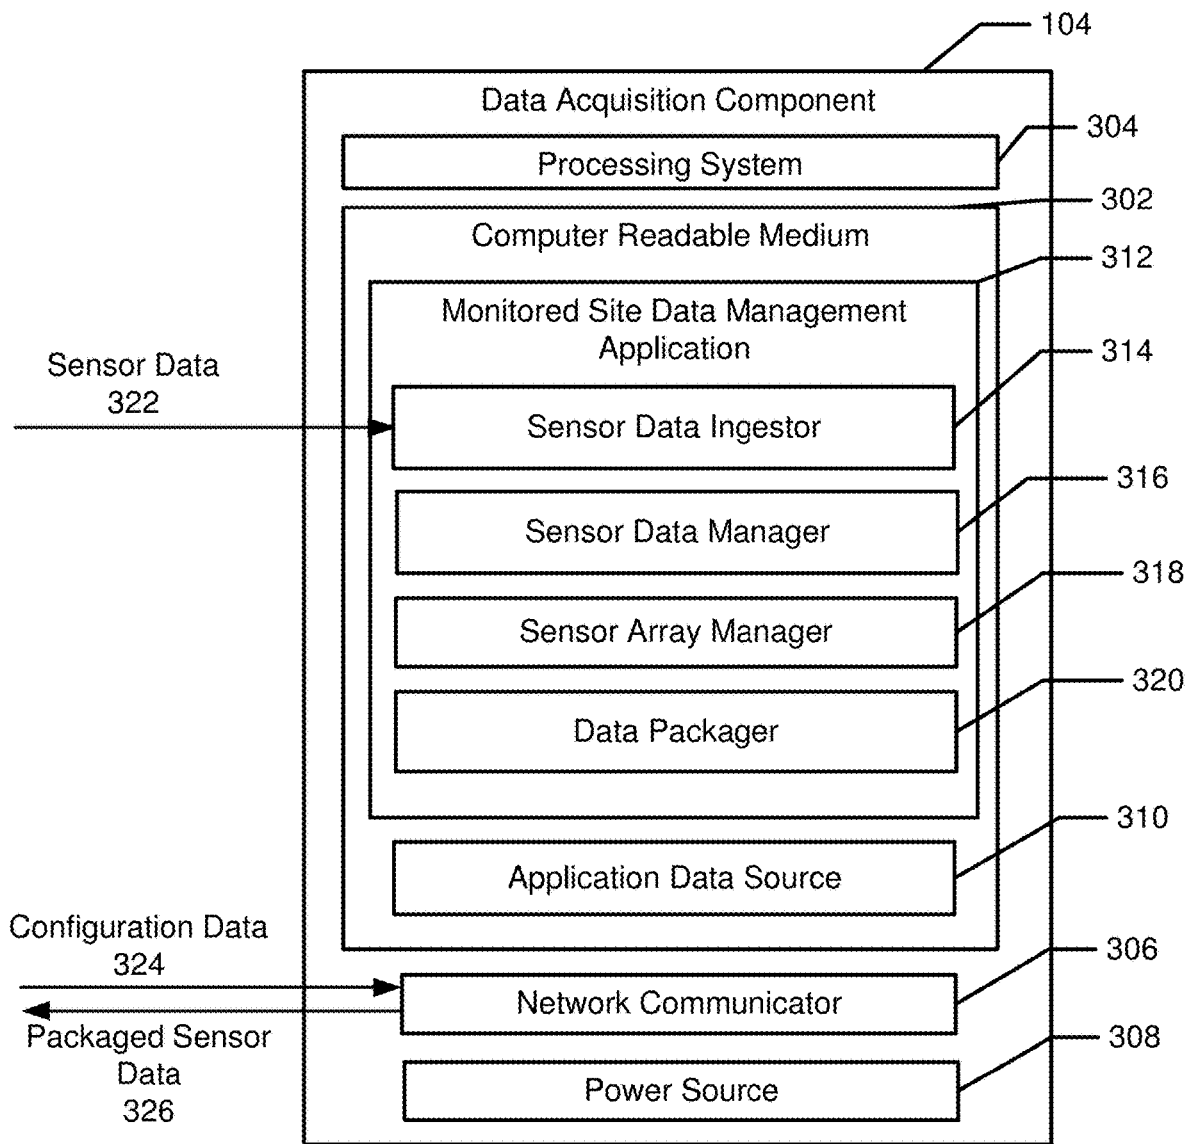 104
Data Acquisition Component
304
Processing System
302
Computer Readable Medium
312
Monitored Site Data Management
Application
314
Sensor Data
322
Sensor Data Ingestor
316
Sensor Data Manager
318
Sensor Array Manager
320
Data Packager
310
Application Data Source
Configuration Data
324
306
Network Communicator
Packaged Sensor
Data
326
308
Power Source